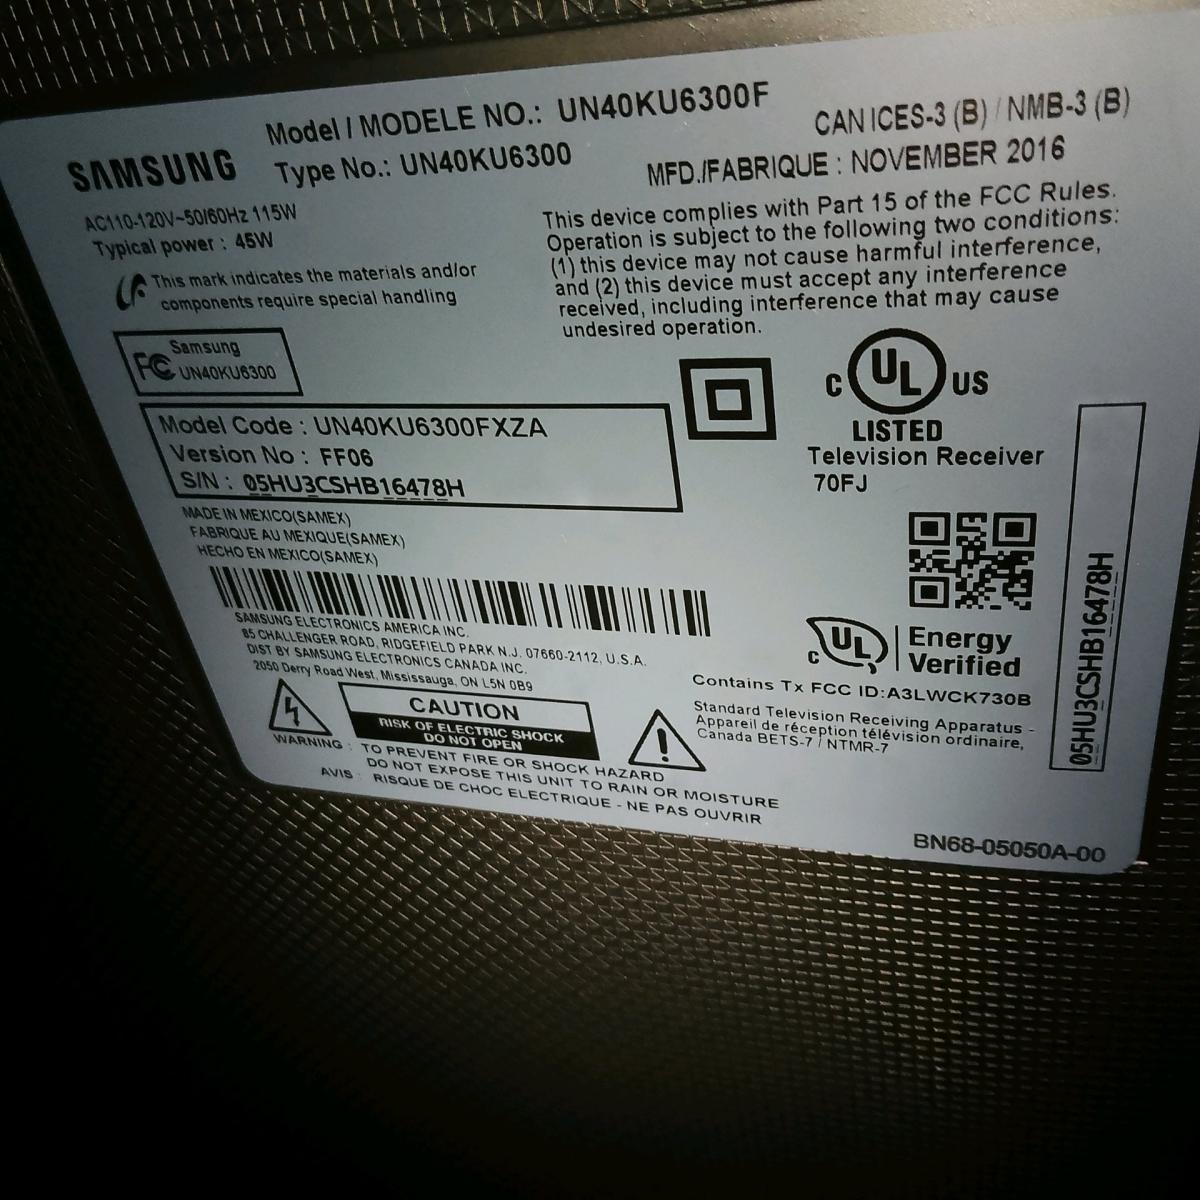 Model / MODELE NO.: UN40KU6300F
SAMSUNG
Type No.: UN40KU6300
CAN ICES-3 (B) / NMB-3 (B)
MFD./FABRIQUE : NOVEMBER 2016
AC110-120V~50/60Hz 115W
Typical power : 45W
This mark indicates the materials and/or
components require special handling
This device complies with Part 15 of the FCC Rules.
Operation is subject to the following two conditions:
(1) this device may not cause harmful interference,
and (2) this device must accept any interference
received, including interference that may cause
undesired operation.
FC
Samsung
UN40KU6300
Model Code : UN40KU6300FXZA
Version No : FF06
S/N : 05HU3CSHB16478H
C UL US
LISTED
Television Receiver
70FJ
MADE IN MEXICO(SAMEX)
FABRIQUE AU MEXIQUE(SAMEX)
HECHO EN MEXICO(SAMEX)
SAMSUNG ELECTRONICS AMERICA INC.
85 CHALLENGER ROAD, RIDGEFIELD PARK N.J. 07660-2112, U.S.A.
DIST BY SAMSUNG ELECTRONICS CANADA INC.
2050 Derry Road West, Mississauga, ON L5N 0B9
C UL
Energy
Verified
Contains Tx FCC ID:A3LWCK730B
Standard Television Receiving Apparatus -
Appareil de réception télévision ordinaire,
Canada BETS-7 / NTMR-7
05HU3CSHB16478H
CAUTION
RISK OF ELECTRIC SHOCK
DO NOT OPEN
WARNING : TO PREVENT FIRE OR SHOCK HAZARD
DO NOT EXPOSE THIS UNIT TO RAIN OR MOISTURE
AVIS : RISQUE DE CHOC ELECTRIQUE - NE PAS OUVRIR
BN68-05050A-00